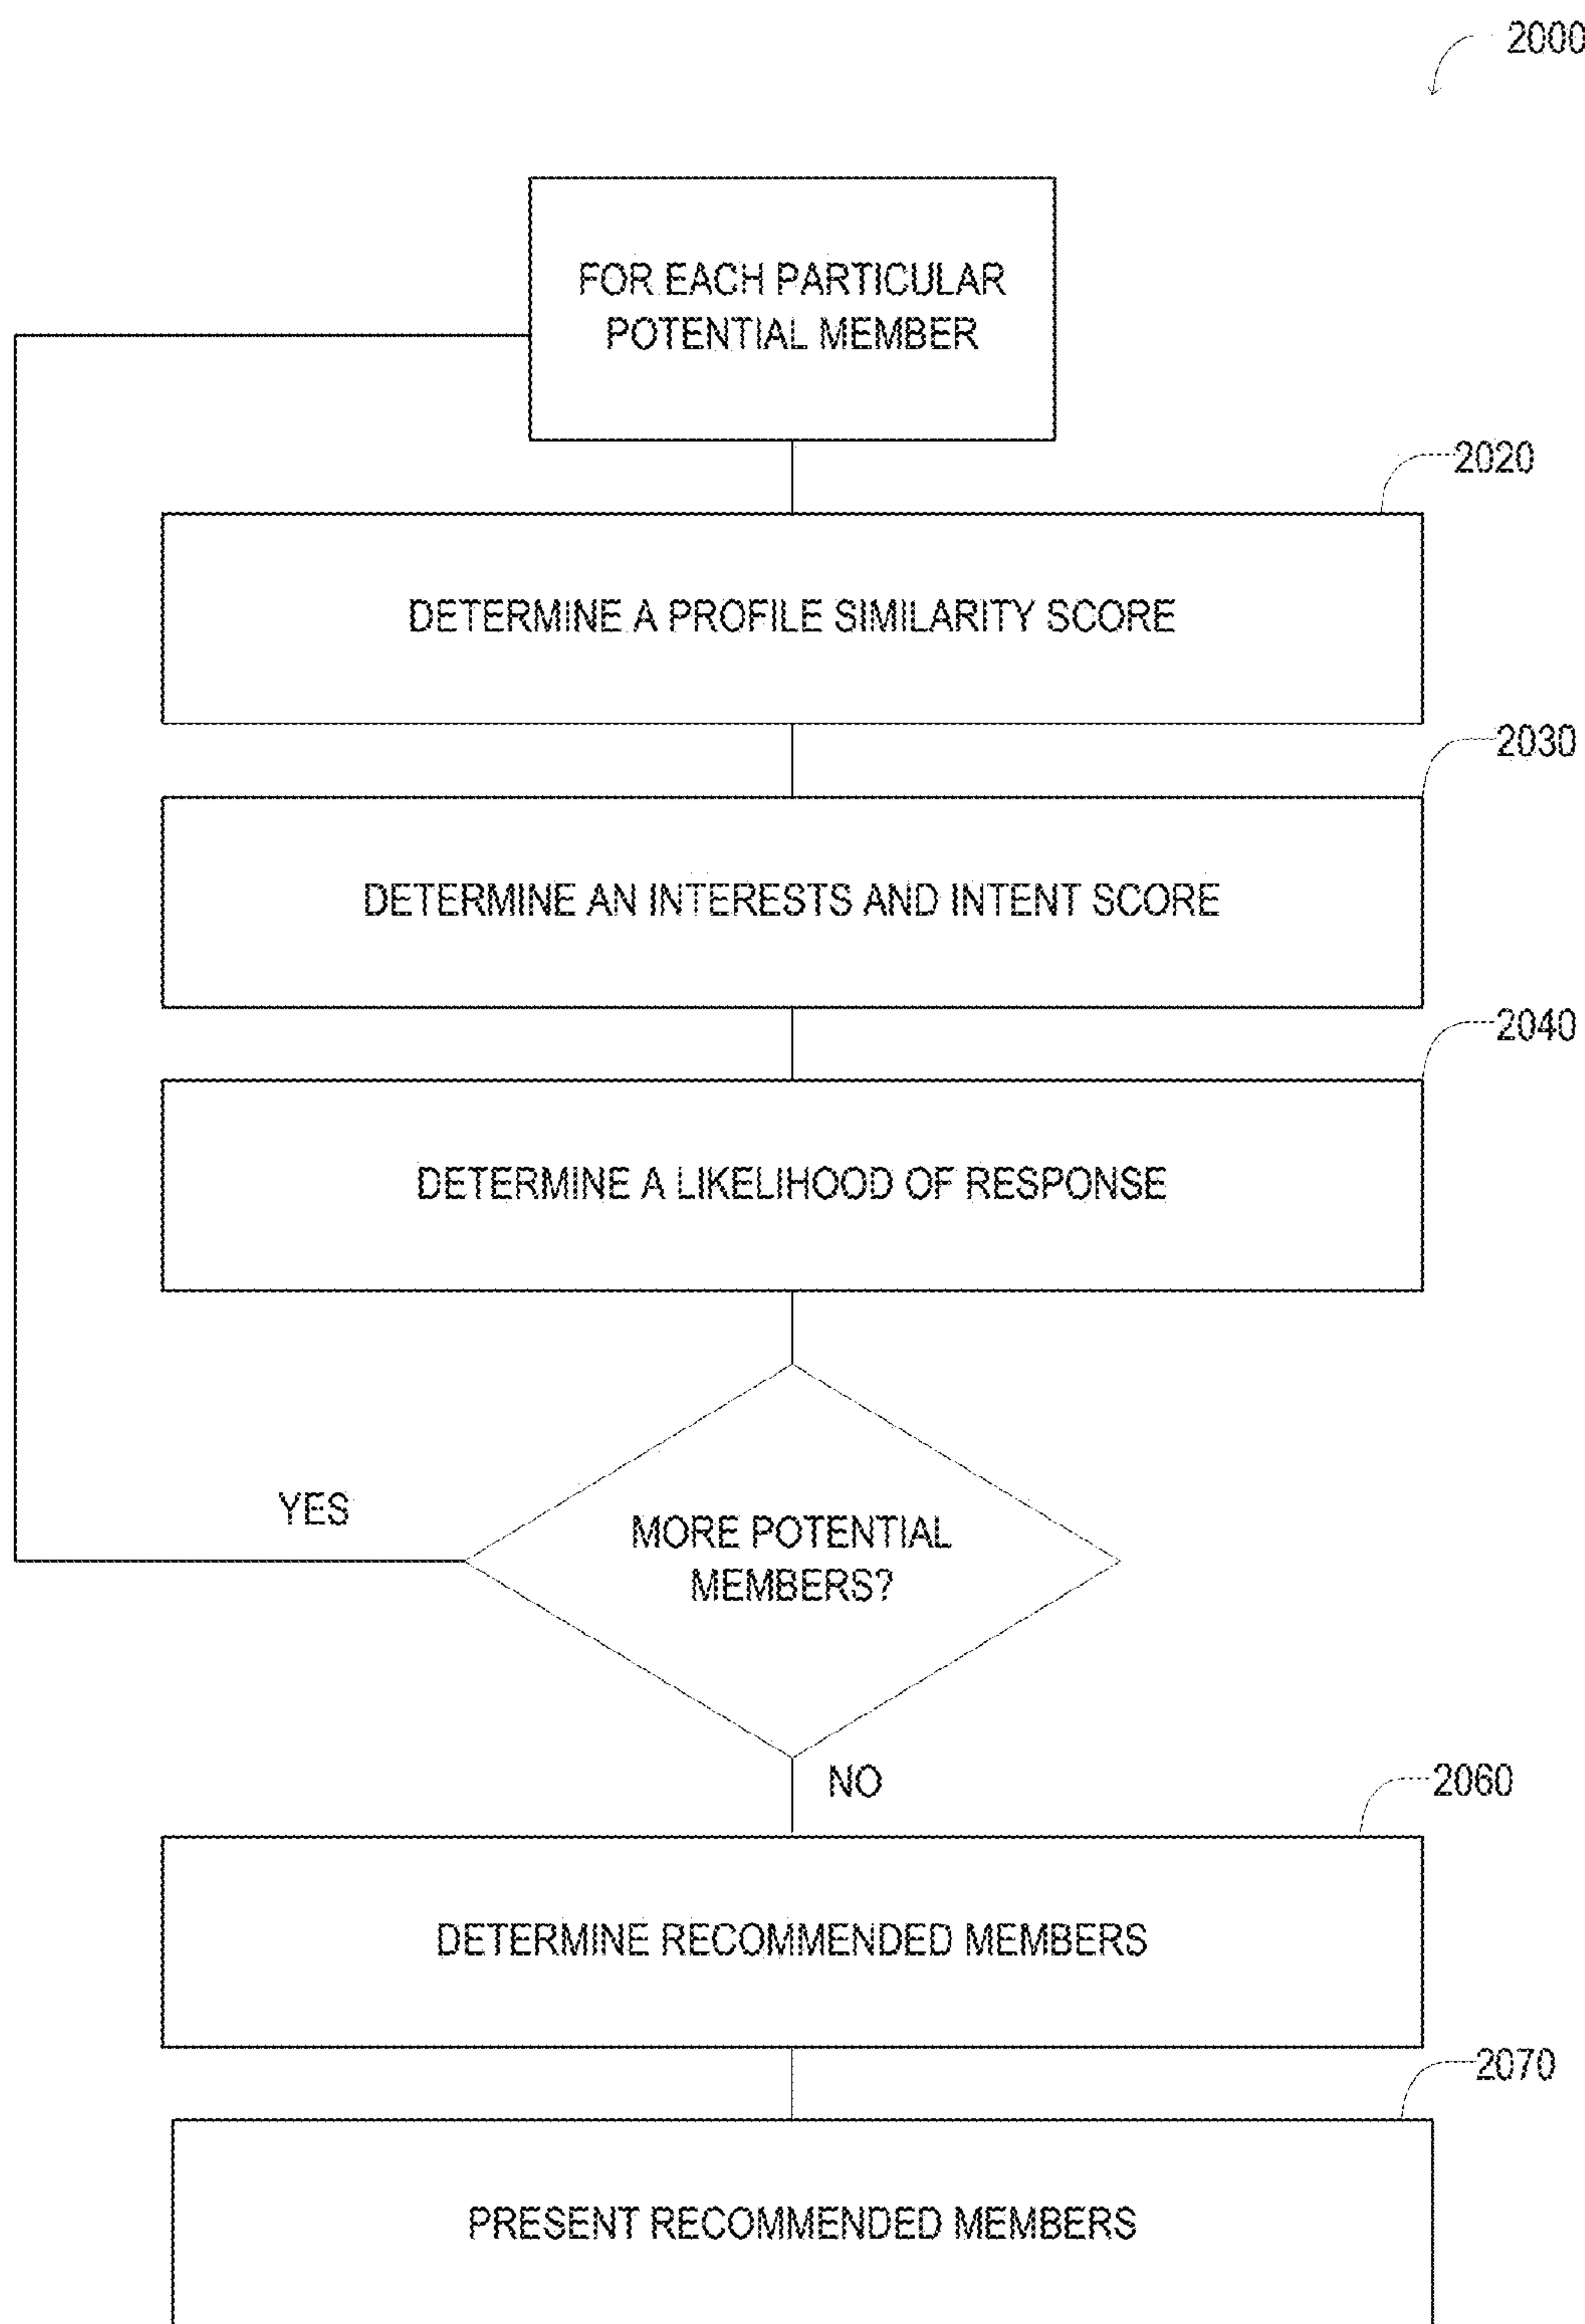 2000
FOR EACH PARTICULAR
POTENTIAL MEMBER
2020
DETERMINE A PROFILE SIMILARITY SCORE
2030
DETERMINE AN INTERESTS AND INTENT SCORE
2040
DETERMINE A LIKELIHOOD OF RESPONSE
YES
MORE POTENTIAL
MEMBERS?
NO
2060
DETERMINE RECOMMENDED MEMBERS
2070
PRESENT RECOMMENDED MEMBERS